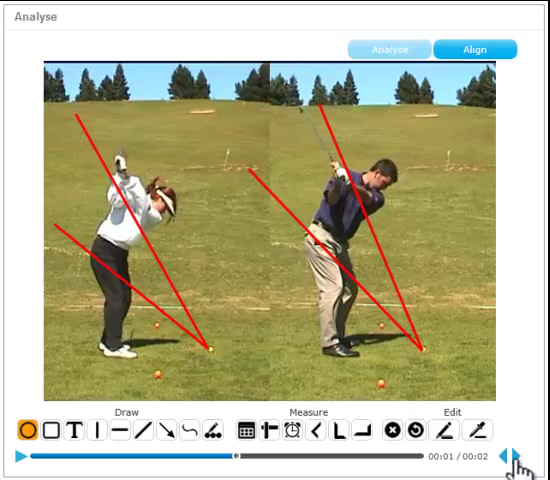 Analyse
Analyse Align
Draw Measure Edit
T
00:01 / 00:02